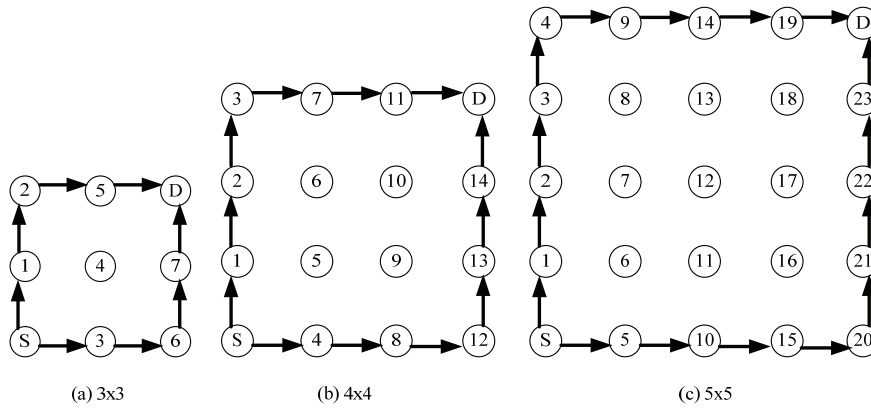 4 9 14 19 D
3 7 11 D
3 8 13 18 23
2 5 D
2 6 10 14
2 7 12 17 22
1 4 7
1 5 9 13
1 6 11 16 21
S 3 6
S 4 8 12
S 5 10 15 20
(a) 3x3
(b) 4x4
(c) 5x5